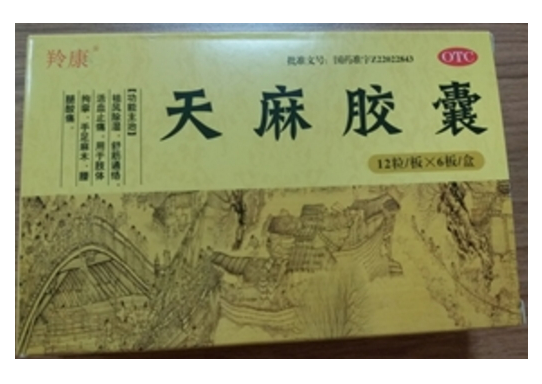 羚康
批准文号：国药准字Z22022843
OTC
天麻胶囊
12粒/板×6板/盒
【功能主治】
祛风除湿，舒筋通络，
活血止痛。用于肢体
拘挛，手足麻木，腰
腿酸痛。